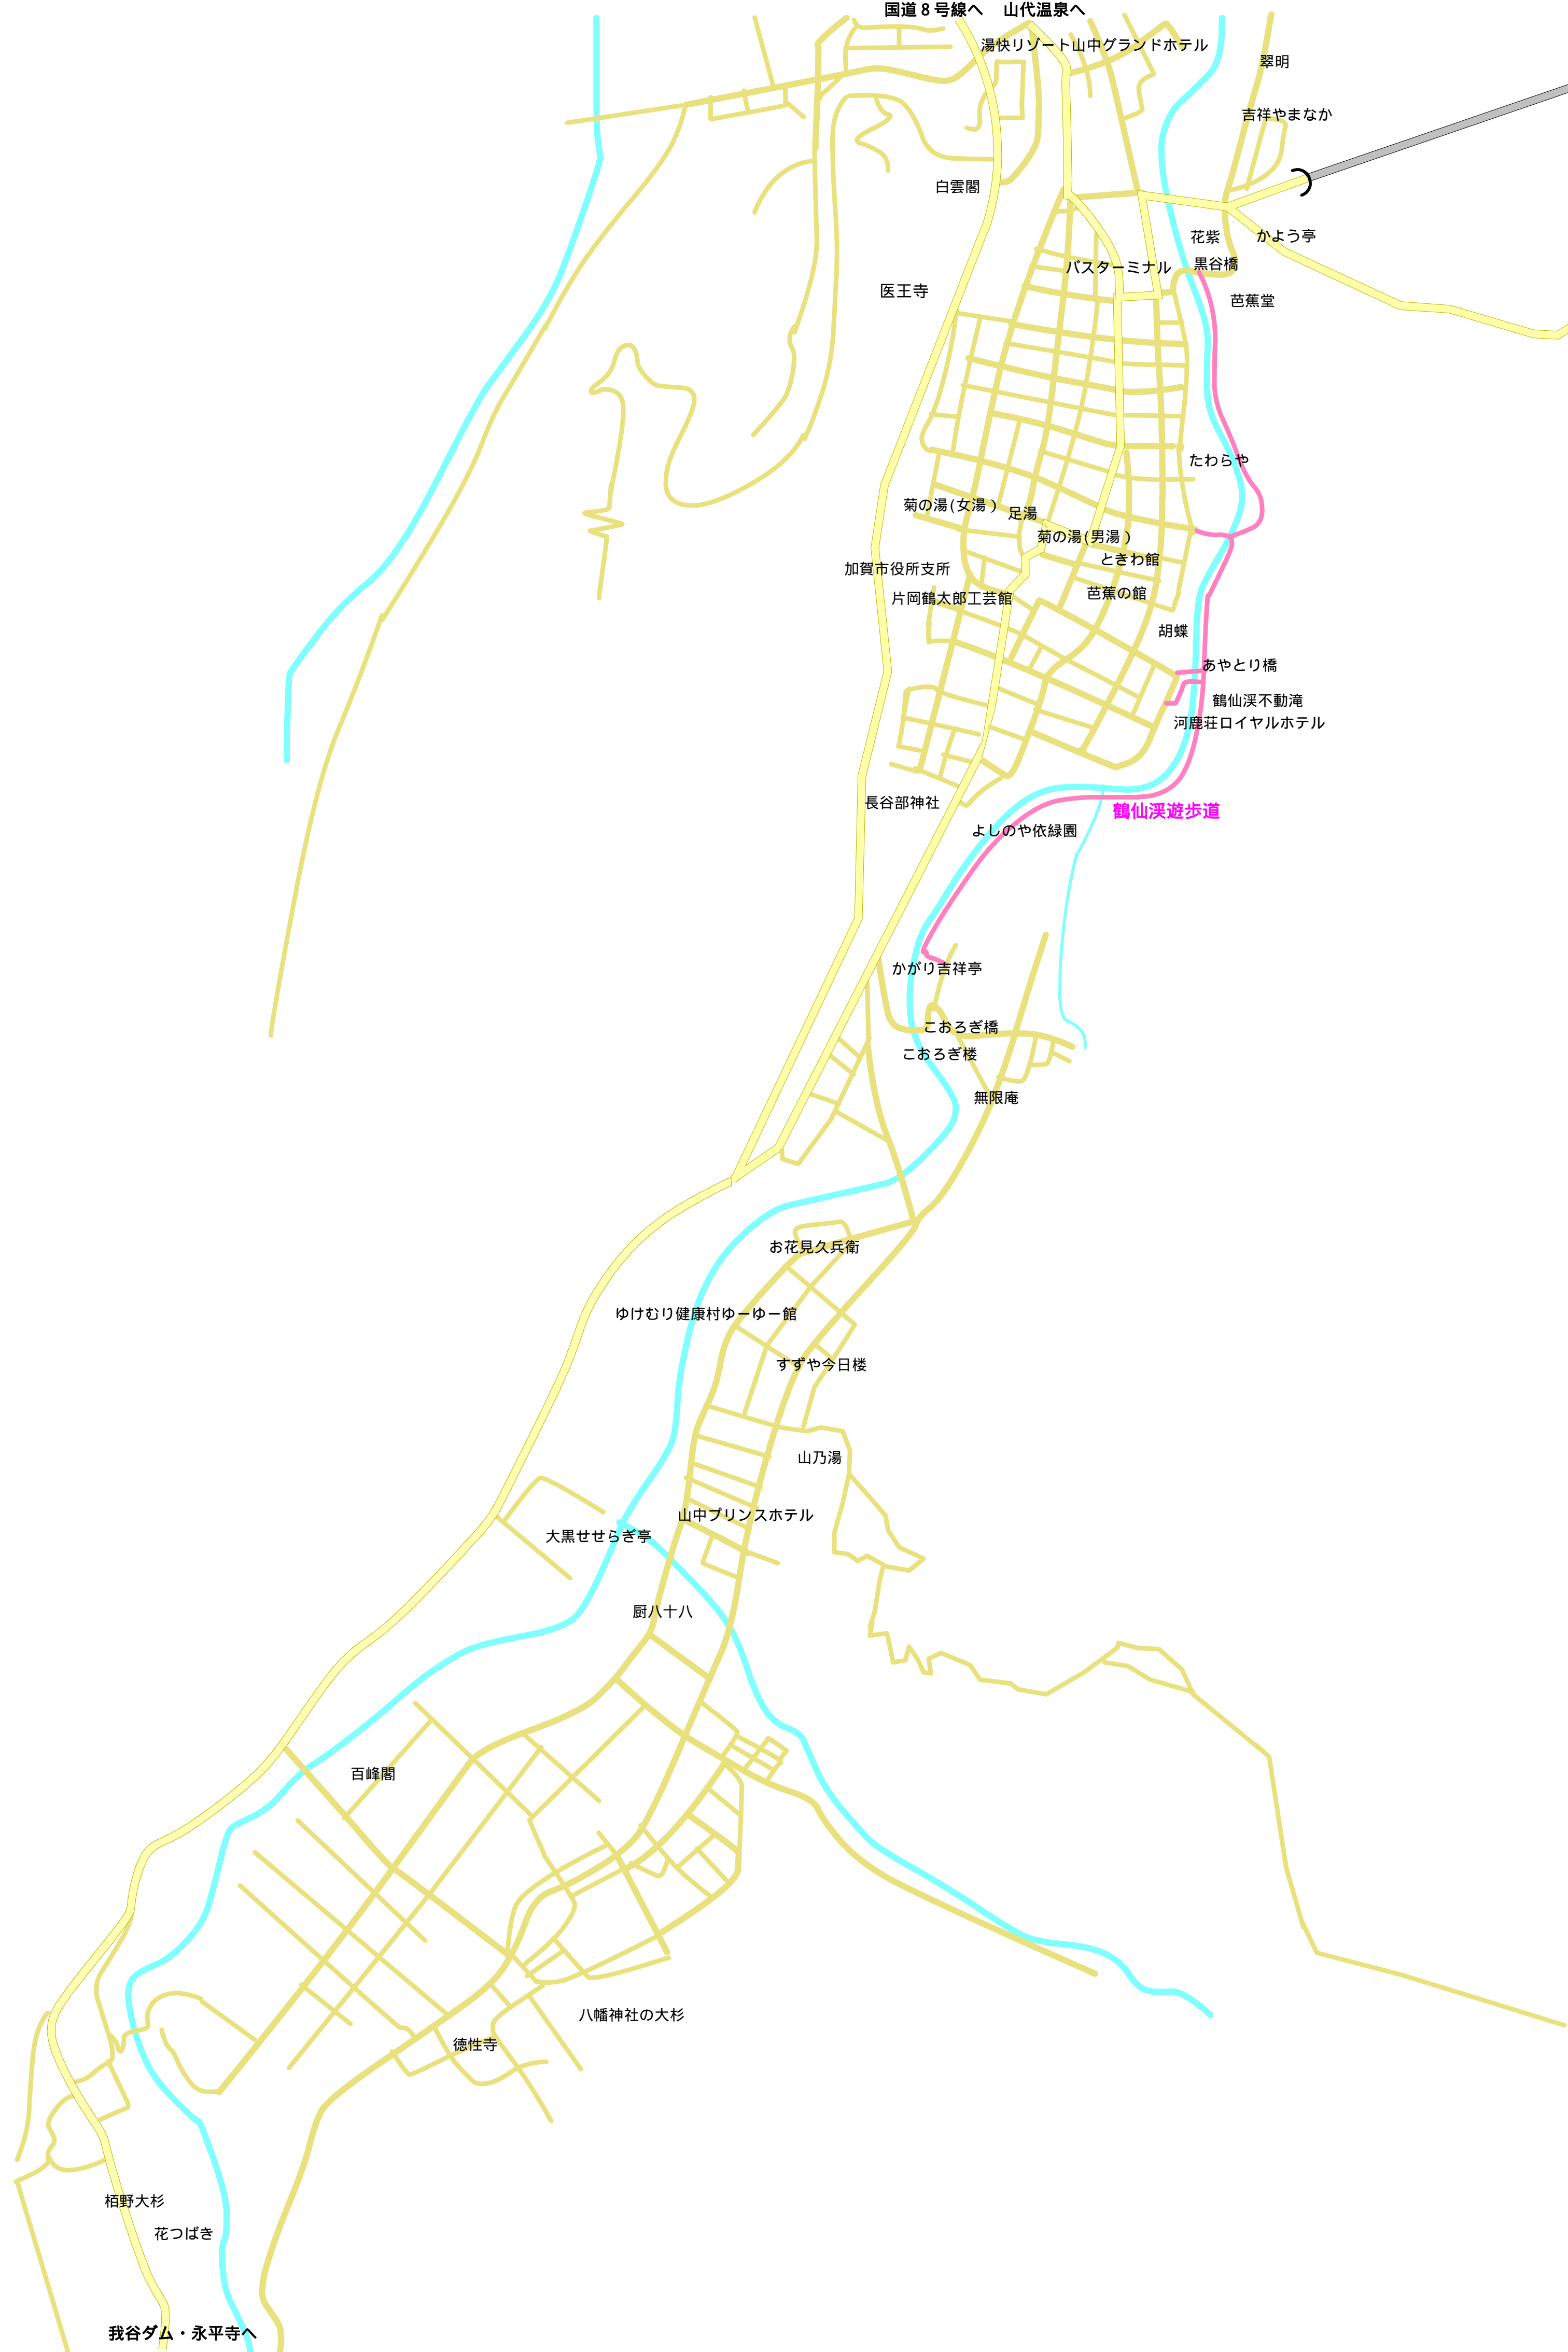 国道８号線へ　山代温泉へ
湯快リゾート山中グランドホテル
翠明
吉祥やまなか
白雲閣
花紫
かよう亭
黒谷橋
バスターミナル
医王寺
芭蕉堂
たわらや
菊の湯(女湯)
足湯
菊の湯(男湯)
ときわ館
加賀市役所支所
芭蕉の館
片岡鶴太郎工芸館
胡蝶
あやとり橋
鶴仙渓不動滝
河鹿荘ロイヤルホテル
長谷部神社
鶴仙渓遊歩道
よしのや依緑園
かがり吉祥亭
こおろぎ橋
こおろぎ楼
無限庵
お花見久兵衛
ゆけむり健康村ゆーゆー館
すずや今日楼
山乃湯
山中プリンスホテル
大黒せせらぎ亭
厨八十八
百峰閣
八幡神社の大杉
徳性寺
栢野大杉
花つばき
我谷ダム・永平寺へ